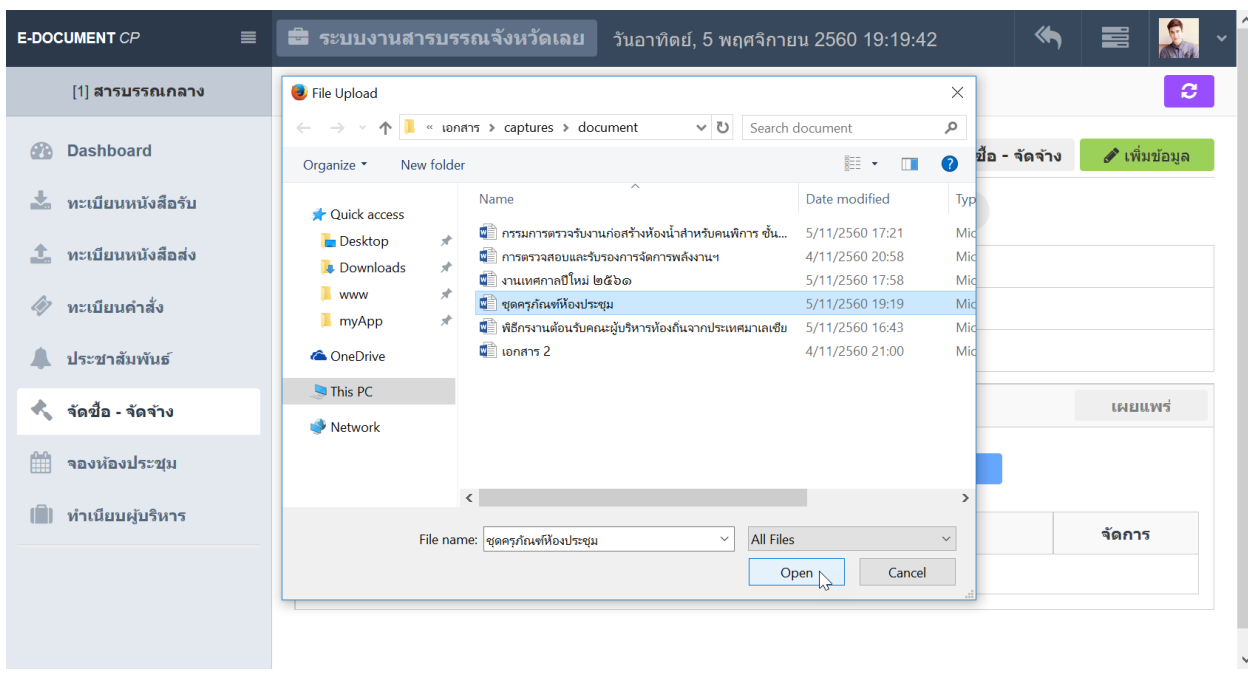 E-DOCUMENT CP
ระบบงานสารบรรณจังหวัดเลย
วันอาทิตย์, 5 พฤศจิกายน 2560 19:19:42
[1] สารบรรณกลาง
Dashboard
ทะเบียนหนังสือรับ
ทะเบียนหนังสือส่ง
ทะเบียนคำสั่ง
ประชาสัมพันธ์
จัดซื้อ - จัดจ้าง
จองห้องประชุม
ทำเนียบผู้บริหาร
File Upload
« เอกสาร > captures > document
Search document
Organize New folder
Quick access
Desktop
Downloads
www
myApp
OneDrive
This PC
Network
Name Date modified Typ
กรรมการตรวจรับงานก่อสร้างห้องน้ำสำหรับคนพิการ ชั้น... 5/11/2560 17:21 Mic
การตรวจสอบและรับรองการจัดการพลังงานฯ 4/11/2560 20:58 Mic
งานเทศกาลปีใหม่ ๒๕๖๑ 5/11/2560 17:58 Mic
ชุดครุภัณฑ์ห้องประชุม 5/11/2560 19:19 Mic
พิธีกรงานต้อนรับคณะผู้บริหารท้องถิ่นจากประเทศมาเลเซีย 5/11/2560 16:43 Mic
เอกสาร 2 4/11/2560 21:00 Mic
File name: ชุดครุภัณฑ์ห้องประชุม All Files
Open Cancel
ซื้อ - จัดจ้าง
เพิ่มข้อมูล
เผยแพร่
จัดการ